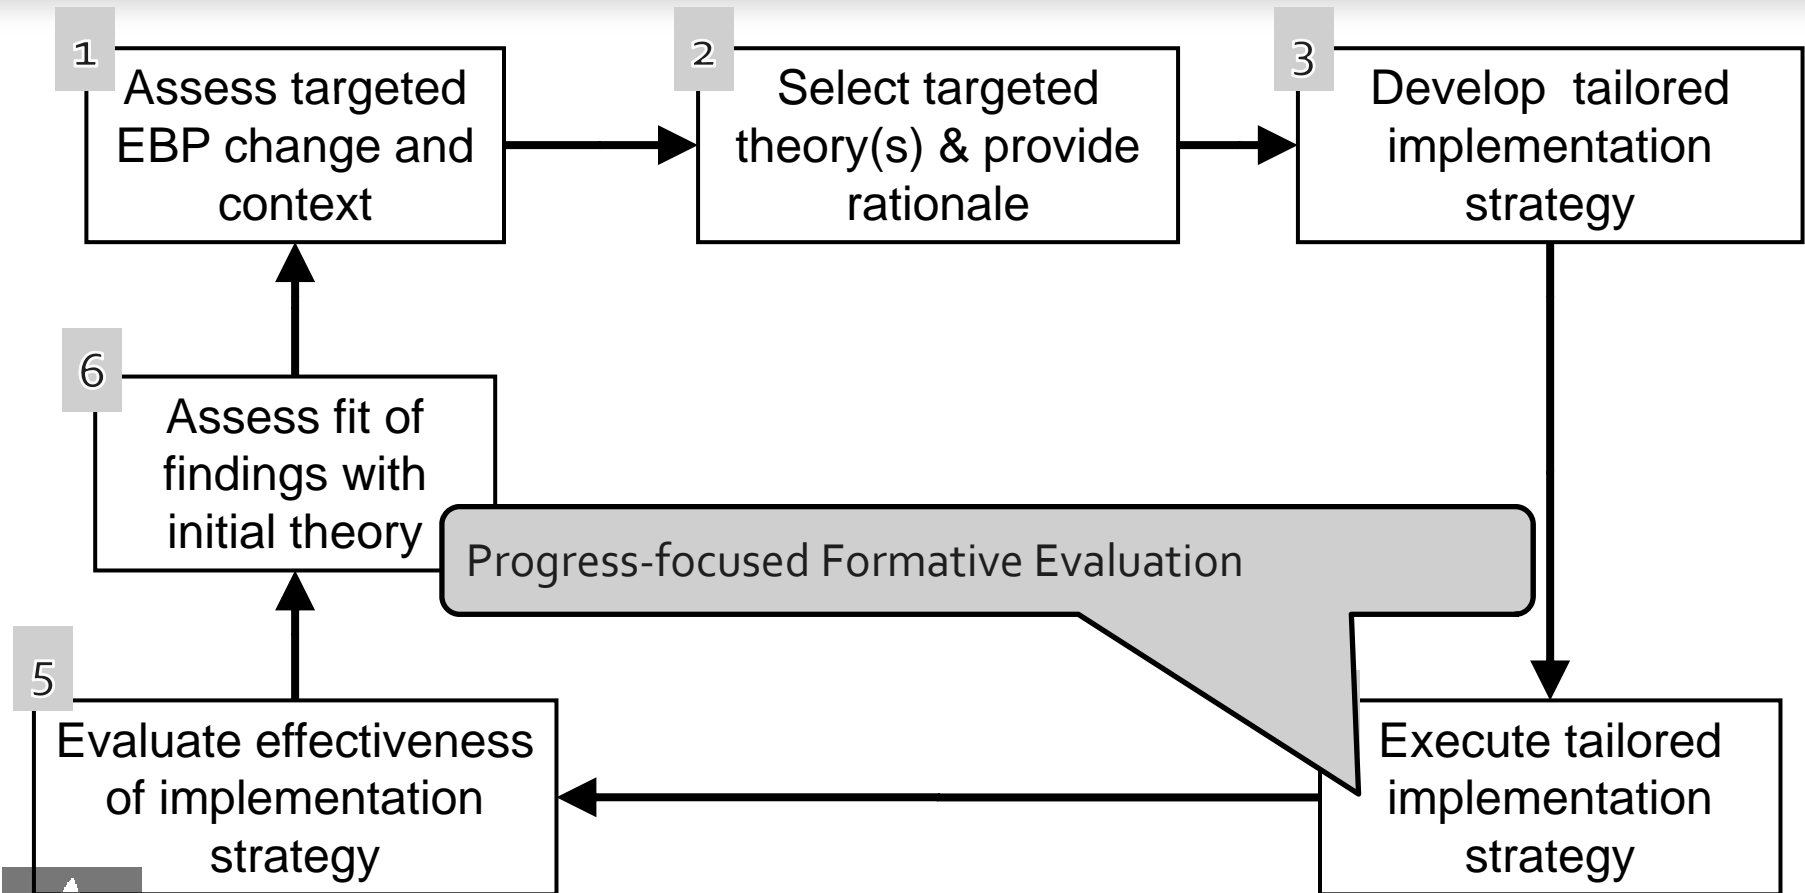 1
Assess targeted
EBP change and
context
2
Select targeted
theory(s) & provide
rationale
3
Develop tailored
implementation
strategy
6
Assess fit of
findings with
initial theory
Progress-focused Formative Evaluation
5
Evaluate effectiveness
of implementation
strategy
Execute tailored
implementation
strategy